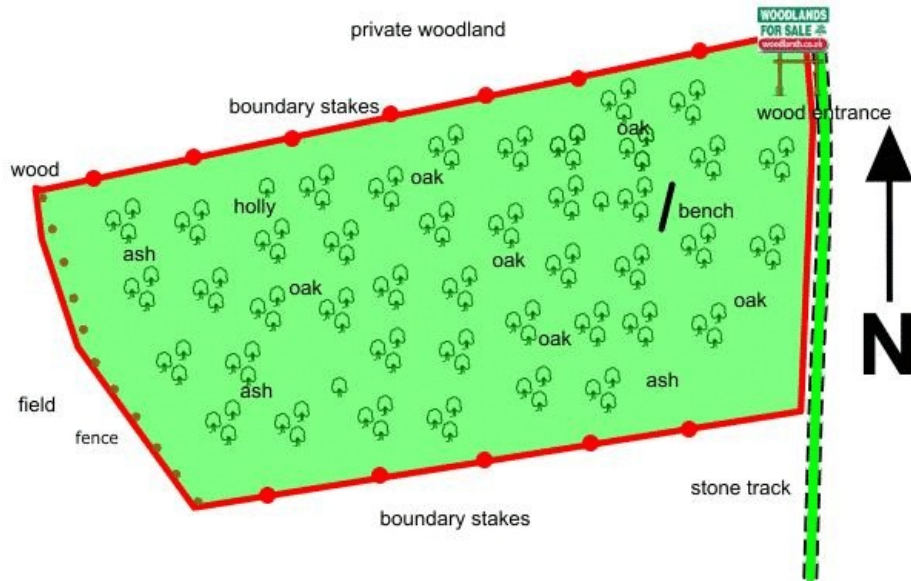 WOODLANDS
FOR SALE
woodlands.co.uk
private woodland
boundary stakes
wood entrance
oak
wood
oak
holly
bench
ash
oak
oak
oak
oak
ash
ash
N
field
fence
stone track
boundary stakes